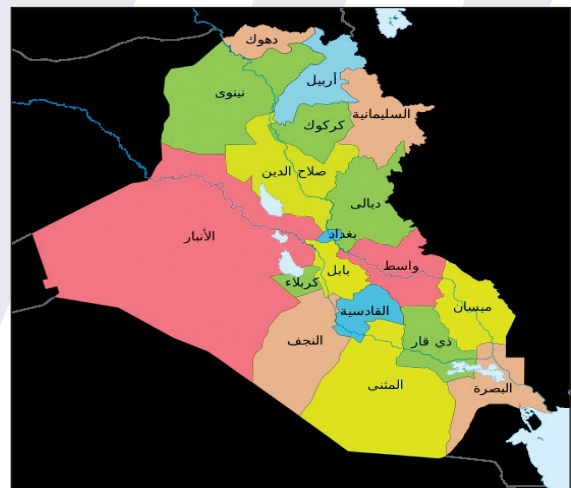 دهوك
أربيل
نينوى
السليمانية
كركوك
صلاح الدين
ديالى
بغداد
الأنبار
واسط
بابل
كربلاء
ميسان
القادسية
النجف
ذي قار
المثنى
البصرة